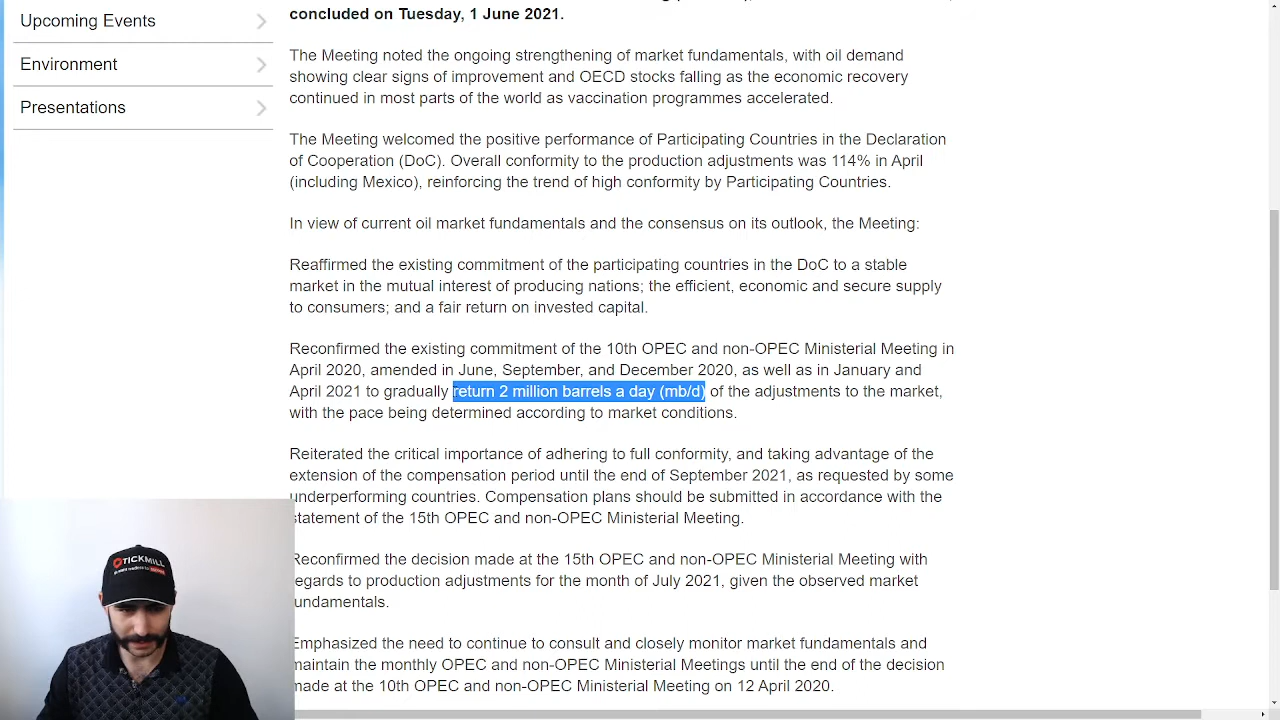 Upcoming Events
Environment
Presentations
concluded on Tuesday, 1 June 2021.
The Meeting noted the ongoing strengthening of market fundamentals, with oil demand
showing clear signs of improvement and OECD stocks falling as the economic recovery
continued in most parts of the world as vaccination programmes accelerated.
The Meeting welcomed the positive performance of Participating Countries in the Declaration
of Cooperation (DoC). Overall conformity to the production adjustments was 114% in April
(including Mexico), reinforcing the trend of high conformity by Participating Countries.
In view of current oil market fundamentals and the consensus on its outlook, the Meeting:
Reaffirmed the existing commitment of the participating countries in the DoC to a stable
market in the mutual interest of producing nations; the efficient, economic and secure supply
to consumers; and a fair return on invested capital.
Reconfirmed the existing commitment of the 10th OPEC and non-OPEC Ministerial Meeting in
April 2020, amended in June, September, and December 2020, as well as in January and
April 2021 to gradually return 2 million barrels a day (mb/d) of the adjustments to the market,
with the pace being determined according to market conditions.
Reiterated the critical importance of adhering to full conformity, and taking advantage of the
extension of the compensation period until the end of September 2021, as requested by some
underperforming countries. Compensation plans should be submitted in accordance with the
statement of the 15th OPEC and non-OPEC Ministerial Meeting.
Reconfirmed the decision made at the 15th OPEC and non-OPEC Ministerial Meeting with
regards to production adjustments for the month of July 2021, given the observed market
fundamentals.
Emphasized the need to continue to consult and closely monitor market fundamentals and
maintain the monthly OPEC and non-OPEC Ministerial Meetings until the end of the decision
made at the 10th OPEC and non-OPEC Ministerial Meeting on 12 April 2020.
TICKMILL